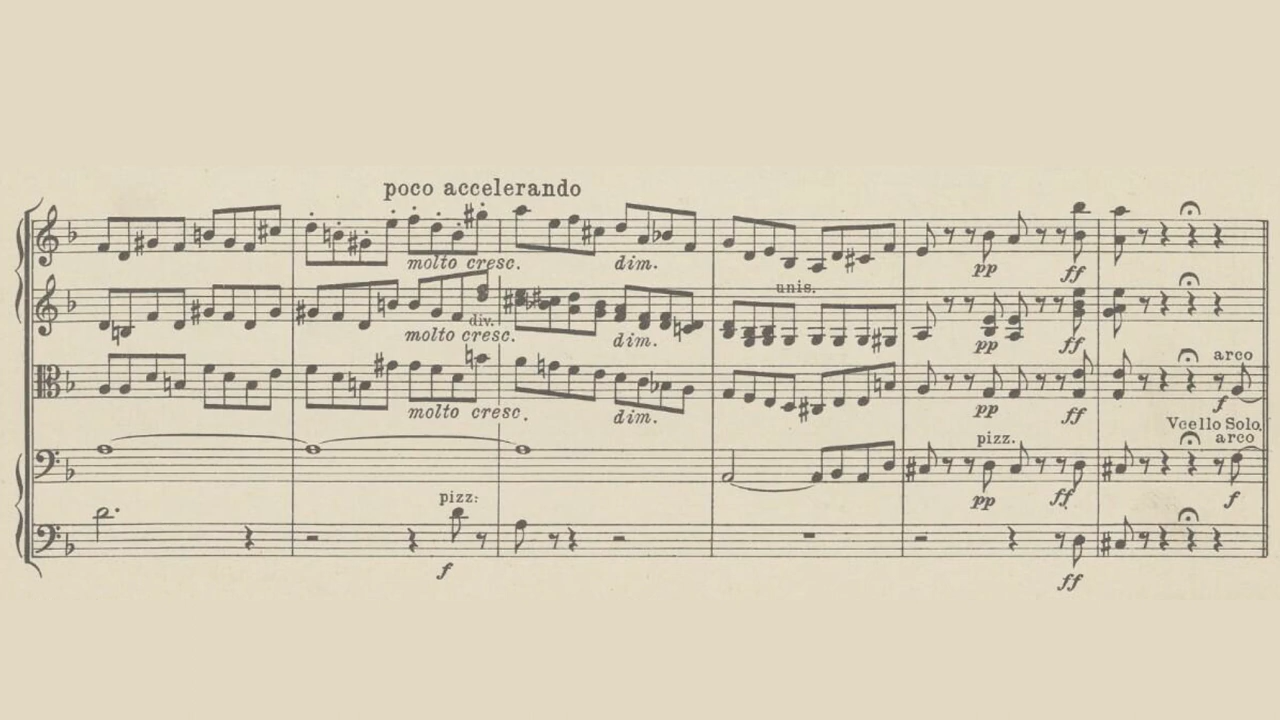 poco accelerando
molto cresc. dim.
unis.
pp ff
div.
molto cresc. dim.
pp ff
arco
molto cresc. dim.
pp ff f
Vcello Solo.
pizz. arco
pp ff f
pizz:
f ff